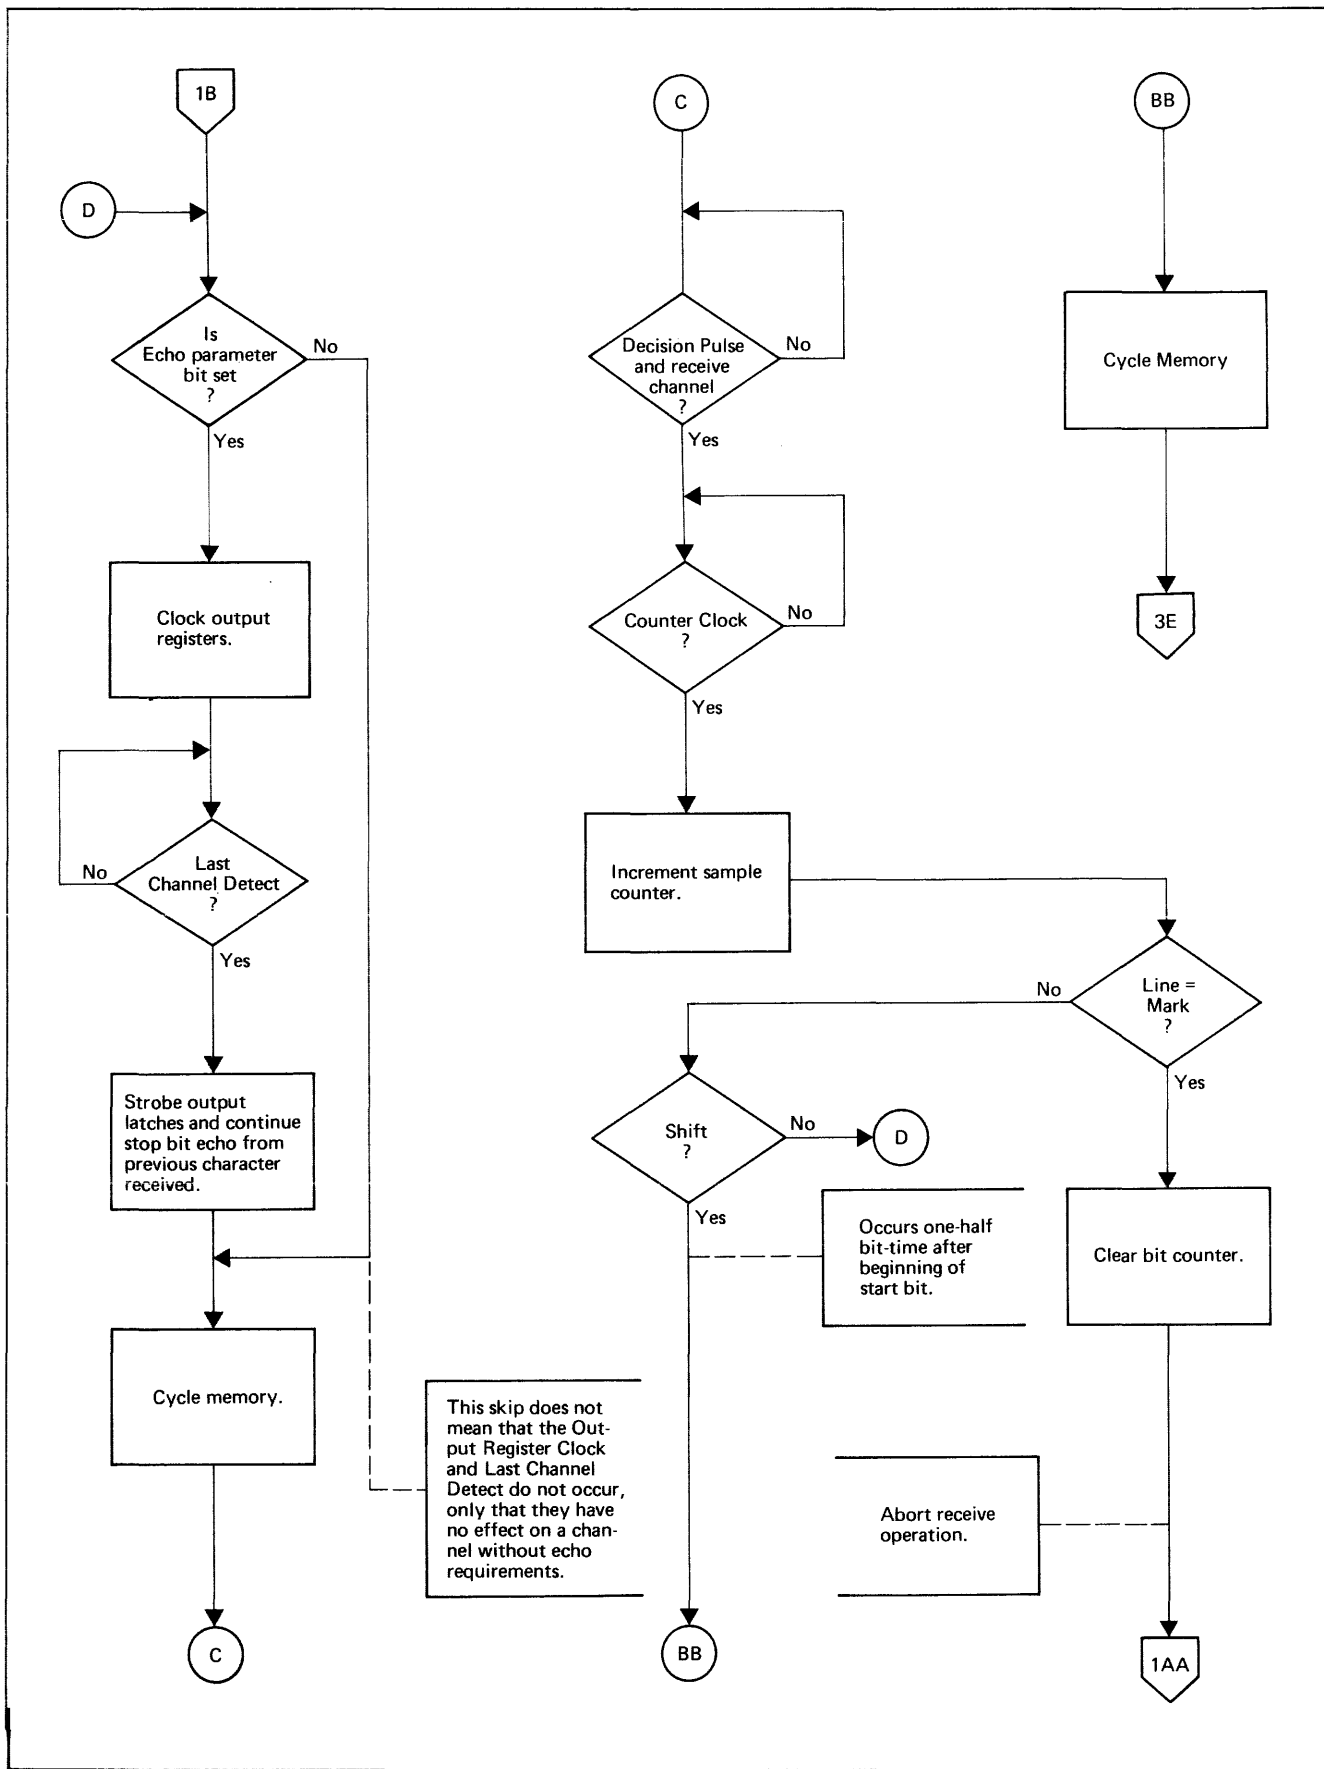 1B
D
Is
Echo parameter
bit set
?
No
Yes
Clock output
registers.
Last
Channel Detect
?
No
Yes
Strobe output
latches and continue
stop bit echo from
previous character
received.
Cycle memory.
C
This skip does not
mean that the Out-
put Register Clock
and Last Channel
Detect do not occur,
only that they have
no effect on a chan-
nel without echo
requirements.
C
Decision Pulse
and receive
channel
?
No
Yes
Counter Clock
?
No
Yes
Increment sample
counter.
Line =
Mark
?
No
Yes
Shift
?
No
D
Yes
Occurs one-half
bit-time after
beginning of
start bit.
BB
Clear bit counter.
Abort receive
operation.
1AA
BB
Cycle Memory
3E